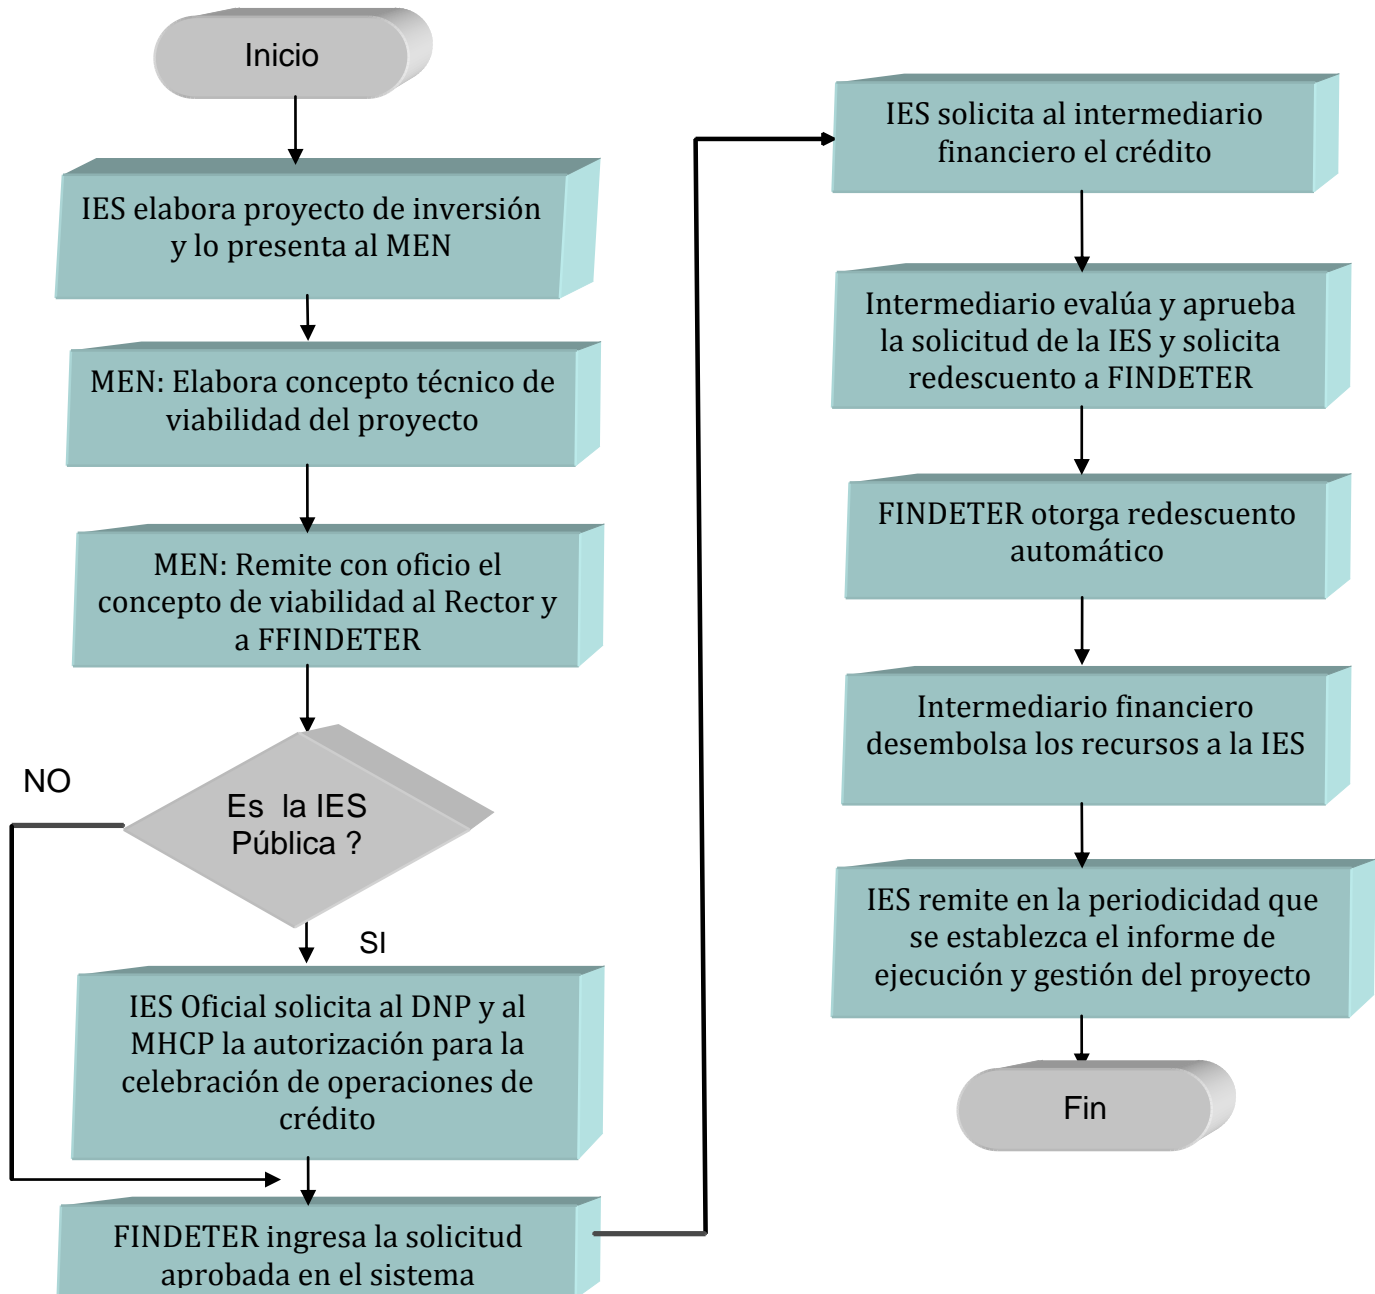 Inicio
IES elabora proyecto de inversión
y lo presenta al MEN
MEN: Elabora concepto técnico de
viabilidad del proyecto
MEN: Remite con oficio el
concepto de viabilidad al Rector y
a FFINDETER
NO
Es la IES
Pública ?
SI
IES Oficial solicita al DNP y al
MHCP la autorización para la
celebración de operaciones de
crédito
FINDETER ingresa la solicitud
aprobada en el sistema
IES solicita al intermediario
financiero el crédito
Intermediario evalúa y aprueba
la solicitud de la IES y solicita
redescuento a FINDETER
FINDETER otorga redescuento
automático
Intermediario financiero
desembolsa los recursos a la IES
IES remite en la periodicidad que
se establezca el informe de
ejecución y gestión del proyecto
Fin